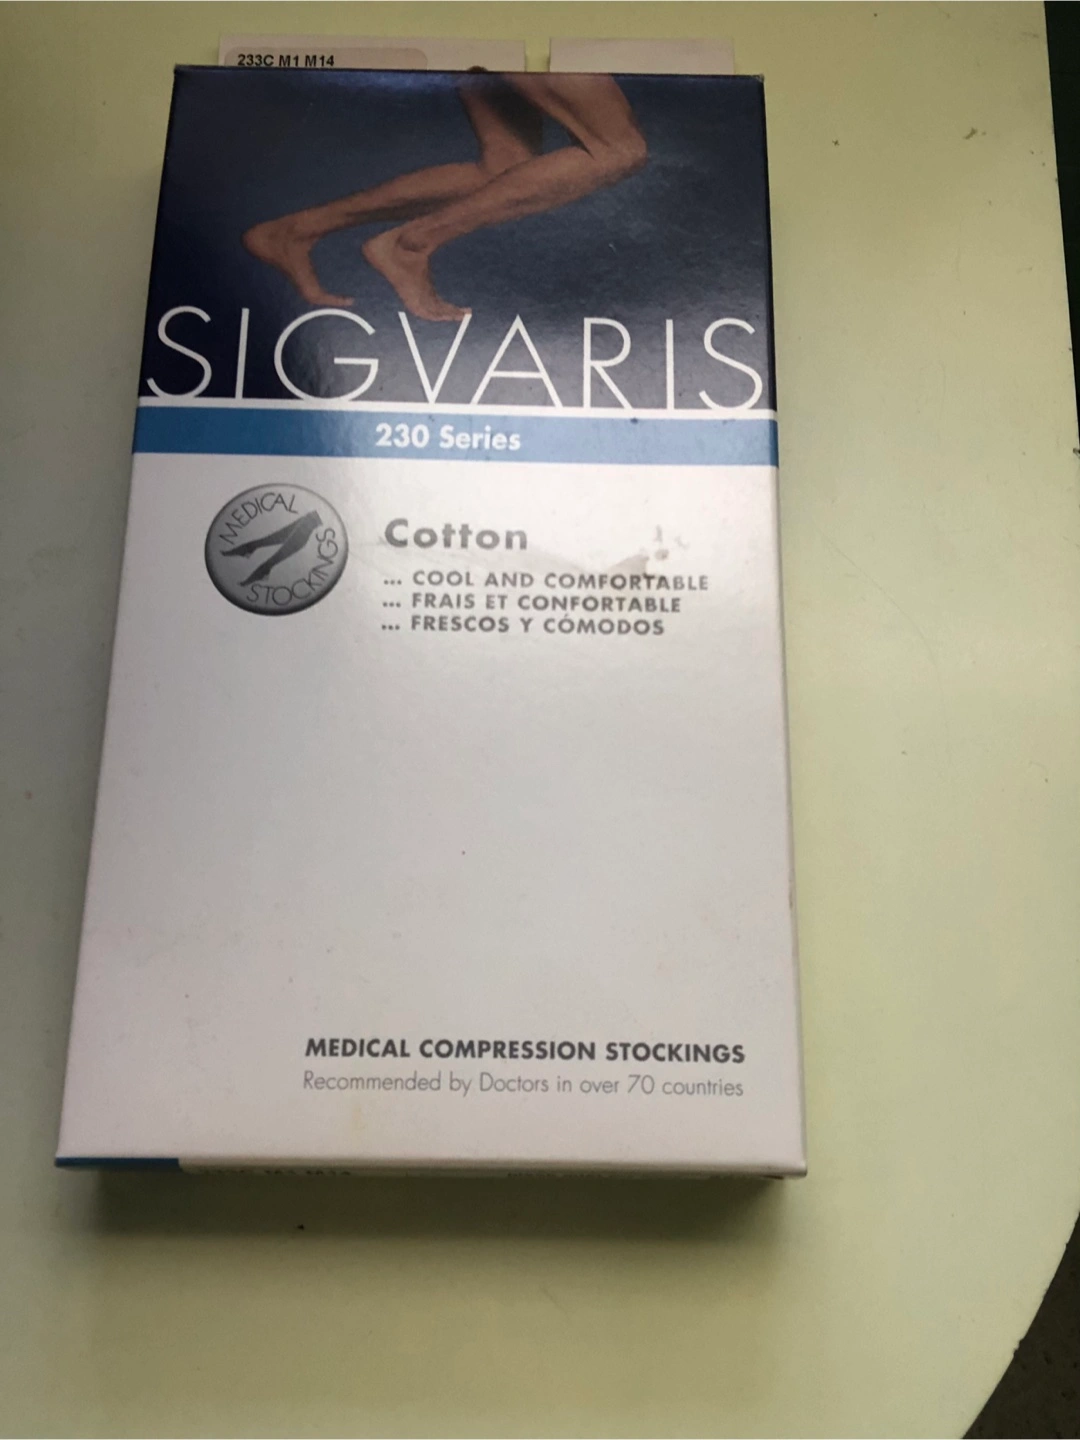 233C M1 M14
SIGVARIS
230 Series
MEDICAL
STOCKINGS
Cotton
... COOL AND COMFORTABLE
... FRAIS ET CONFORTABLE
... FRESCOS Y CÓMODOS
MEDICAL COMPRESSION STOCKINGS
Recommended by Doctors in over 70 countries